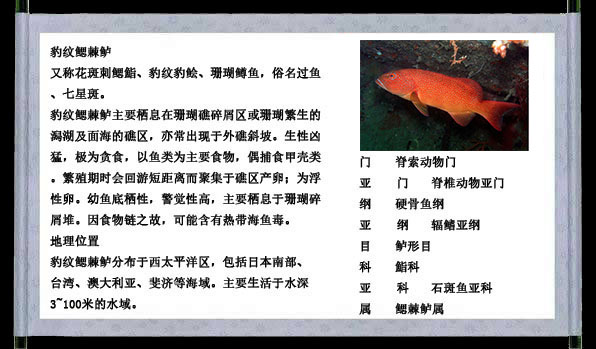 豹纹鳃棘鲈
又称花斑刺鳃鮨、豹纹豹鲙、珊瑚鳟鱼，俗名过鱼
、七星斑。
豹纹鳃棘鲈主要栖息在珊瑚礁碎屑区或珊瑚繁生的
潟湖及面海的礁区，亦常出现于外礁斜坡。生性凶
猛，极为贪食，以鱼类为主要食物，偶捕食甲壳类
。繁殖期时会回游短距离而聚集于礁区产卵；为浮
性卵。幼鱼底栖性，警觉性高，主要栖息于珊瑚碎
屑堆。因食物链之故，可能含有热带海鱼毒。
地理位置
豹纹鳃棘鲈分布于西太平洋区，包括日本南部、
台湾、澳大利亚、斐济等海域。主要生活于水深
3~100米的水域。
门 脊索动物门
亚 门 脊椎动物亚门
纲 硬骨鱼纲
亚 纲 辐鳍亚纲
目 鲈形目
科 鮨科
亚 科 石斑鱼亚科
属 鳃棘鲈属